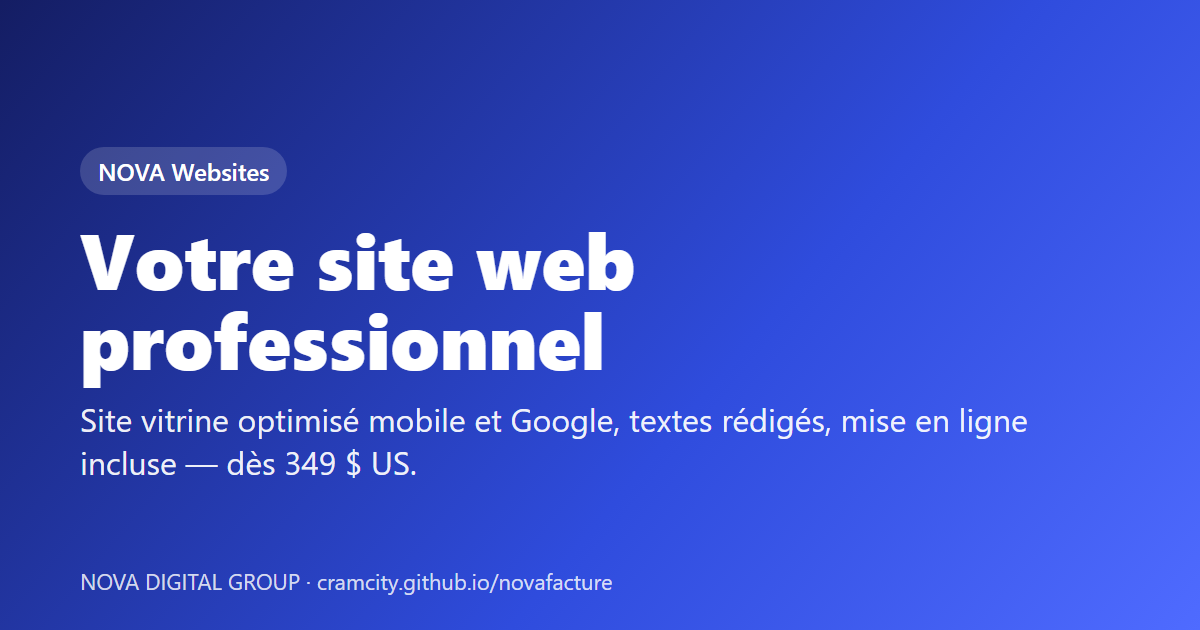 NOVA Websites
Votre site web
professionnel
Site vitrine optimisé mobile et Google, textes rédigés, mise en ligne
incluse — dès 349 $ US.
NOVA DIGITAL GROUP · cramcity.github.io/novafacture